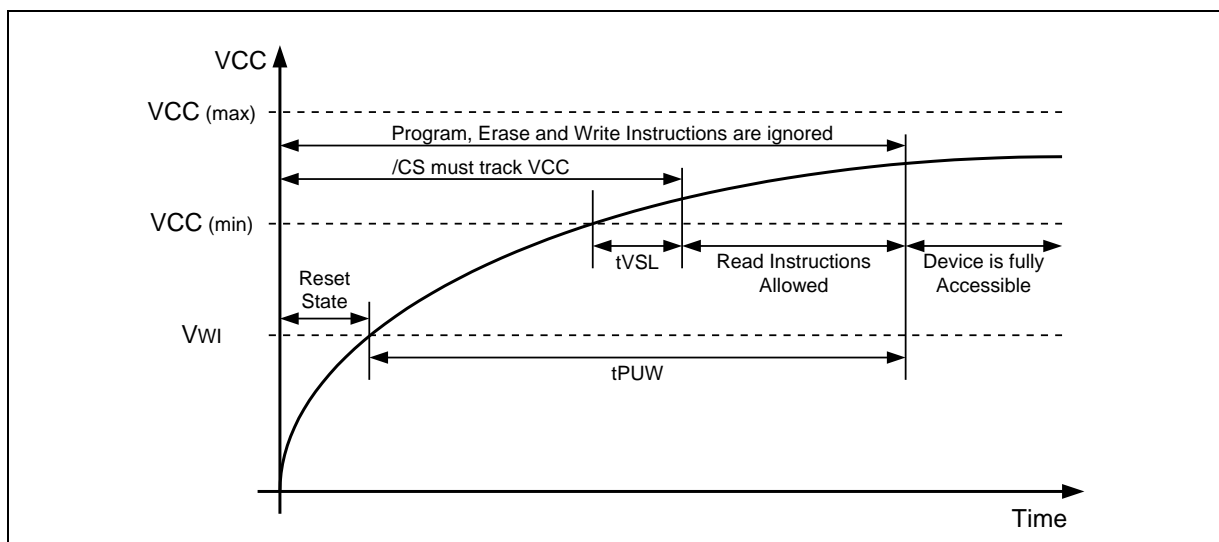 VCC
VCC (max)
Program, Erase and Write Instructions are ignored
/CS must track VCC
VCC (min)
tVSL
Read Instructions
Allowed
Device is fully
Accessible
Reset
State
VWI
tPUW
Time